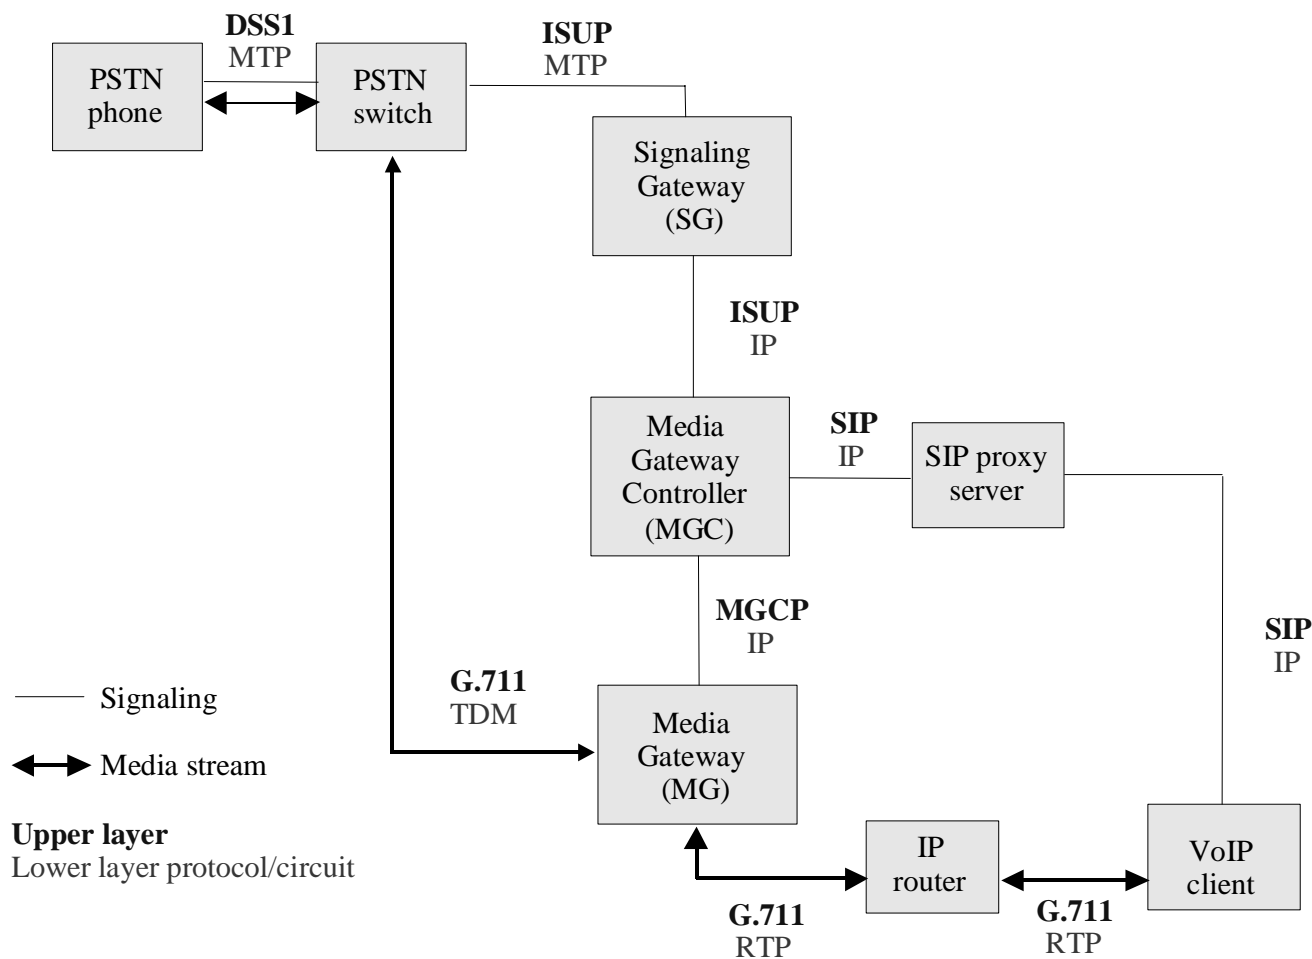 DSS1
MTP
ISUP
MTP
PSTN
phone
PSTN
switch
Signaling
Gateway
(SG)
ISUP
IP
Media
Gateway
Controller
(MGC)
SIP
IP
SIP proxy
server
MGCP
IP
SIP
IP
G.711
TDM
Media
Gateway
(MG)
Signaling
Media stream
Upper layer
Lower layer protocol/circuit
IP
router
VoIP
client
G.711
RTP
G.711
RTP